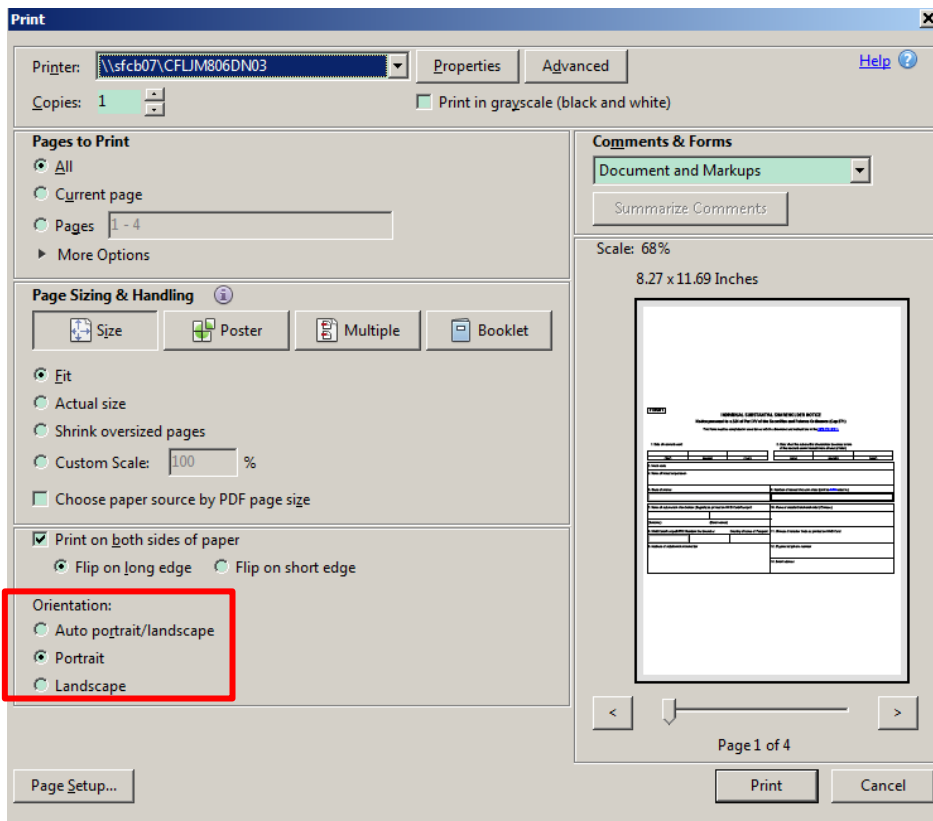 Print
Printer: \\sfcb07\CFLJM806DN03 Properties Advanced Help
Copies: 1 Print in grayscale (black and white)
Pages to Print
All
Current page
Pages 1 - 4
More Options
Comments & Forms
Document and Markups
Summarize Comments
Page Sizing & Handling
Size Poster Multiple Booklet
Fit
Actual size
Shrink oversized pages
Custom Scale: 100 %
Choose paper source by PDF page size
Print on both sides of paper
Flip on long edge Flip on short edge
Orientation:
Auto portrait/landscape
Portrait
Landscape
Scale: 68%
8.27 x 11.69 Inches
INDIVIDUAL SUBSTANTIAL SHAREHOLDER NOTICE
< >
Page 1 of 4
Page Setup...
Print Cancel